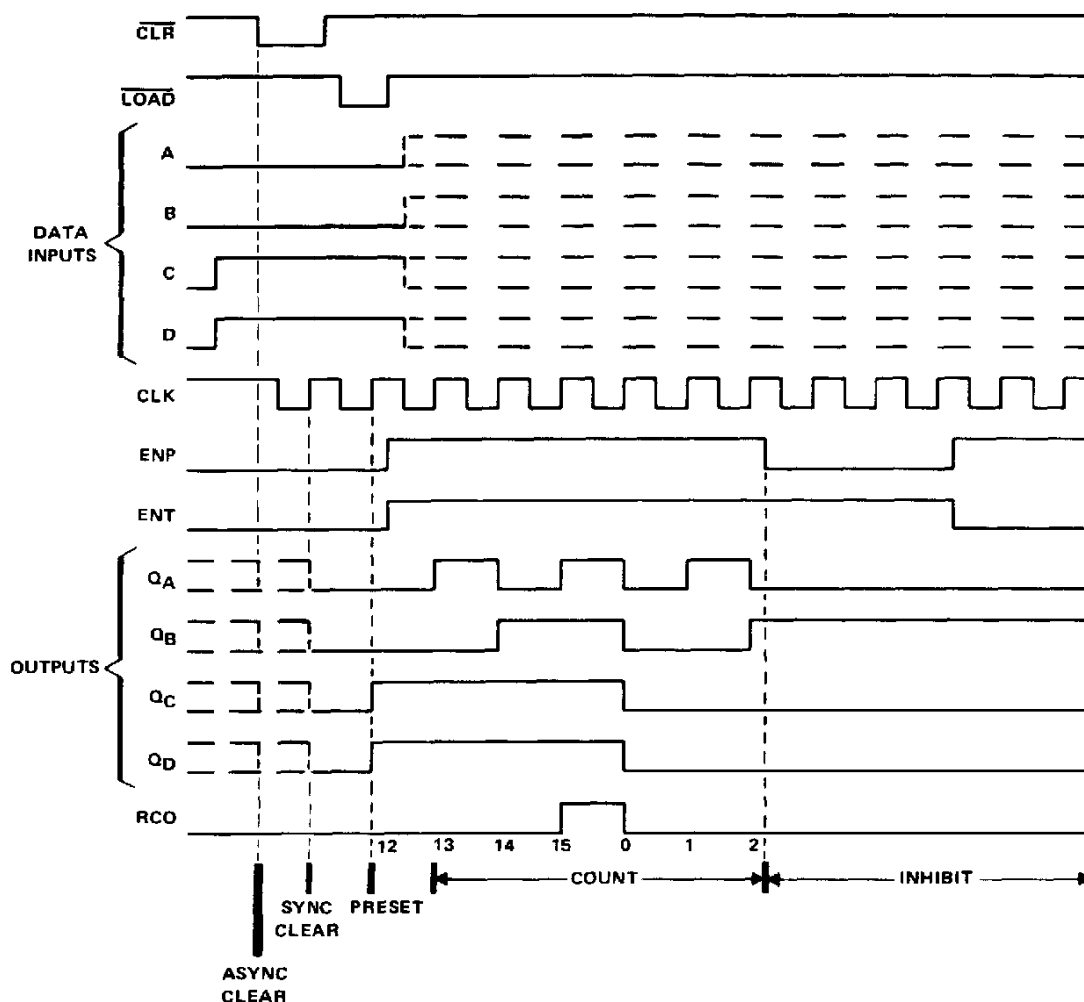 CLR
LOAD
A
B
DATA
INPUTS
C
D
CLK
ENP
ENT
QA
QB
OUTPUTS
QC
QD
RCO
12 13 14 15 0 1 2
COUNT INHIBIT
SYNC PRESET
CLEAR
ASYNC
CLEAR